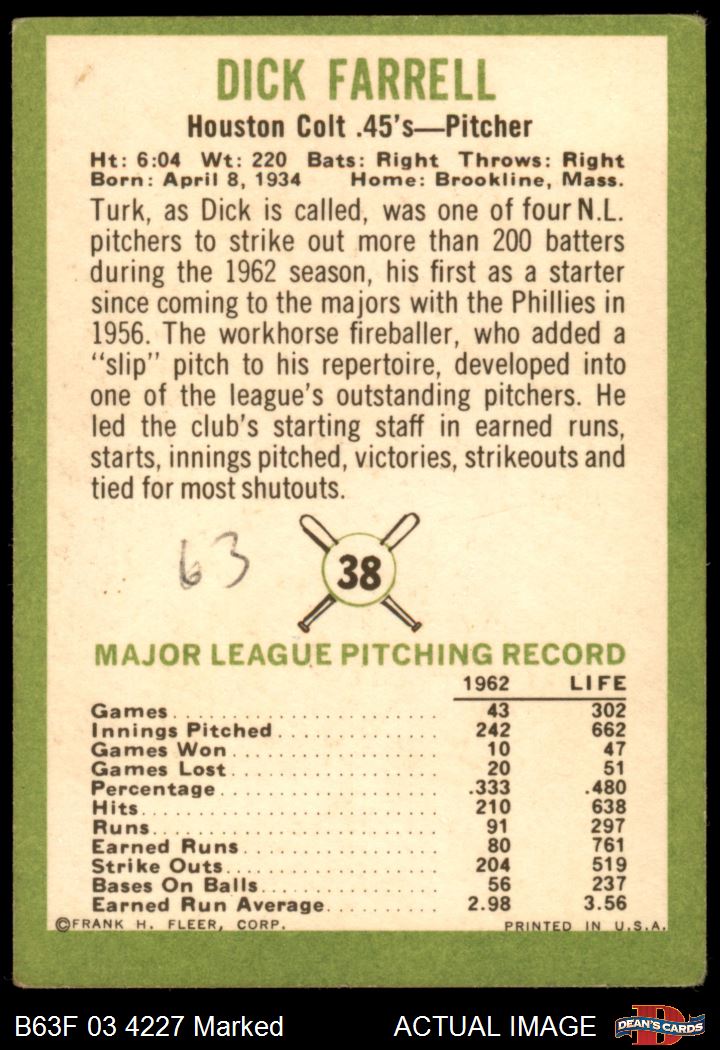 DICK FARRELL
Houston Colt .45's—Pitcher
Ht: 6:04 Wt: 220 Bats: Right Throws: Right
Born: April 8, 1934 Home: Brookline, Mass.
Turk, as Dick is called, was one of four N.L.
pitchers to strike out more than 200 batters
during the 1962 season, his first as a starter
since coming to the majors with the Phillies in
1956. The workhorse fireballer, who added a
"slip" pitch to his repertoire, developed into
one of the league's outstanding pitchers. He
led the club's starting staff in earned runs,
starts, innings pitched, victories, strikeouts and
tied for most shutouts.
63
38
MAJOR LEAGUE PITCHING RECORD
1962 LIFE
Games 43 302
Innings Pitched 242 662
Games Won 10 47
Games Lost 20 51
Percentage .333 .480
Hits 210 638
Runs 91 297
Earned Runs 80 761
Strike Outs 204 519
Bases On Balls 56 237
Earned Run Average 2.98 3.56
©FRANK H. FLEER, CORP. PRINTED IN U.S.A.
B63F 03 4227 Marked ACTUAL IMAGE D DEAN'S CARDS